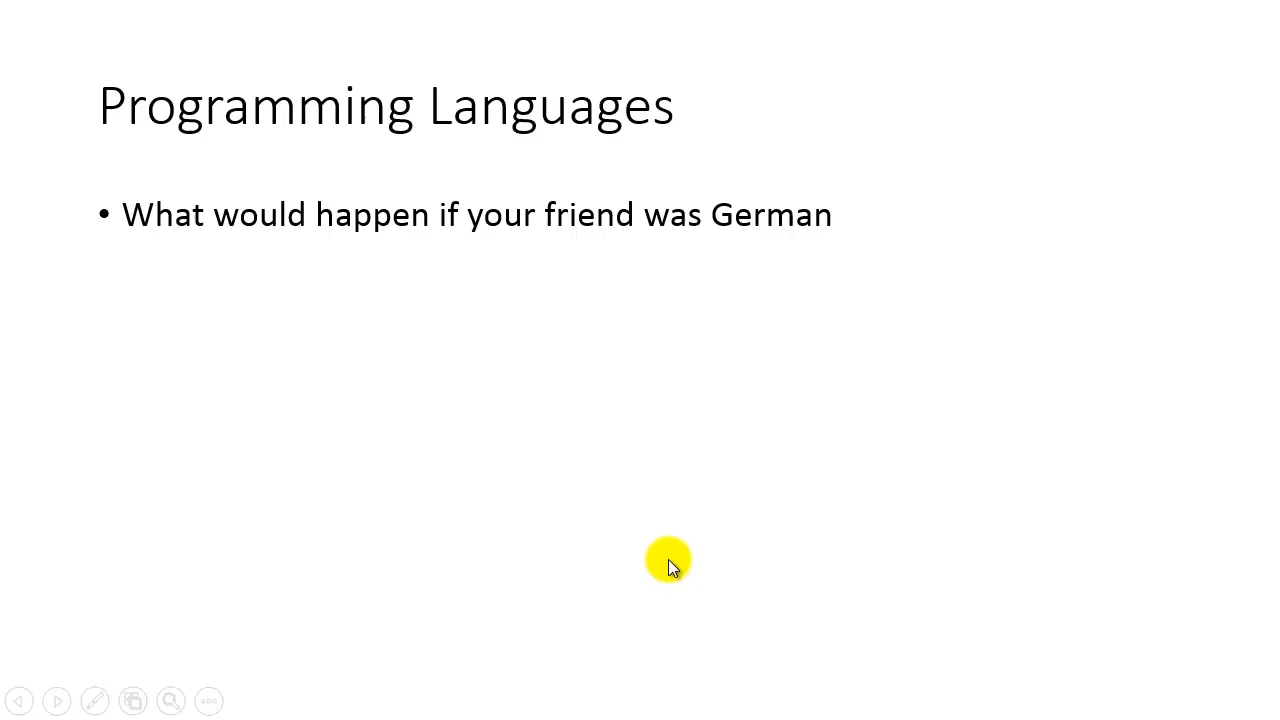 Programming Languages
• What would happen if your friend was German